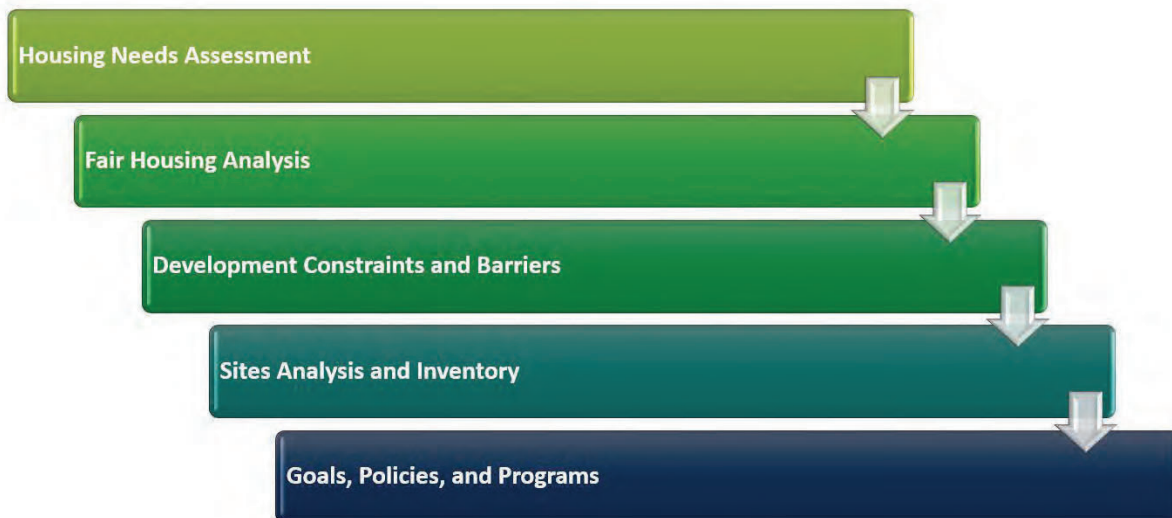 Housing Needs Assessment
Fair Housing Analysis
Development Constraints and Barriers
Sites Analysis and Inventory
Goals, Policies, and Programs